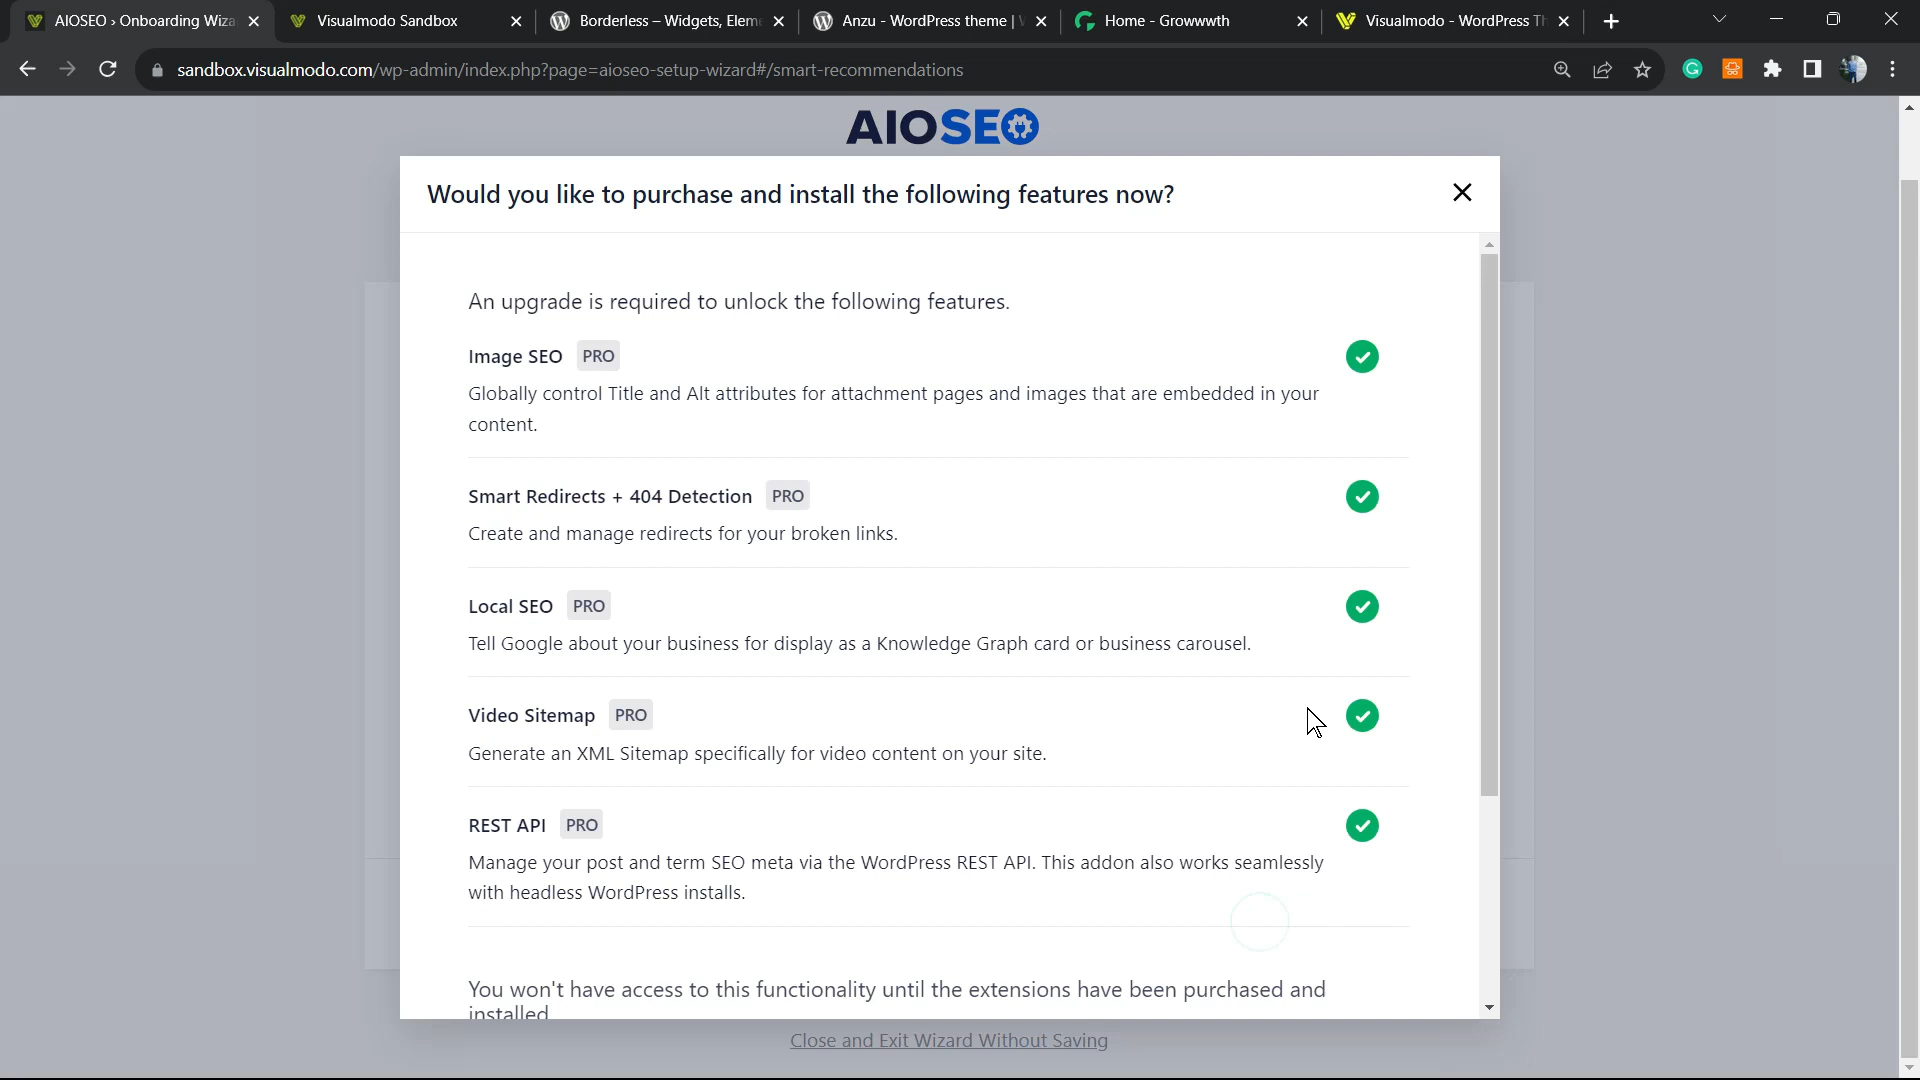 AIOSEO › Onboarding Wiza
Visualmodo Sandbox
Borderless – Widgets, Elem
Anzu - WordPress theme |
Home - Growwwth
Visualmodo - WordPress Th
sandbox.visualmodo.com/wp-admin/index.php?page=aioseo-setup-wizard#/smart-recommendations
AIOSEO
Would you like to purchase and install the following features now?
An upgrade is required to unlock the following features.
Image SEO PRO
Globally control Title and Alt attributes for attachment pages and images that are embedded in your
content.
Smart Redirects + 404 Detection PRO
Create and manage redirects for your broken links.
Local SEO PRO
Tell Google about your business for display as a Knowledge Graph card or business carousel.
Video Sitemap PRO
Generate an XML Sitemap specifically for video content on your site.
REST API PRO
Manage your post and term SEO meta via the WordPress REST API. This addon also works seamlessly
with headless WordPress installs.
You won't have access to this functionality until the extensions have been purchased and
installed
Close and Exit Wizard Without Saving